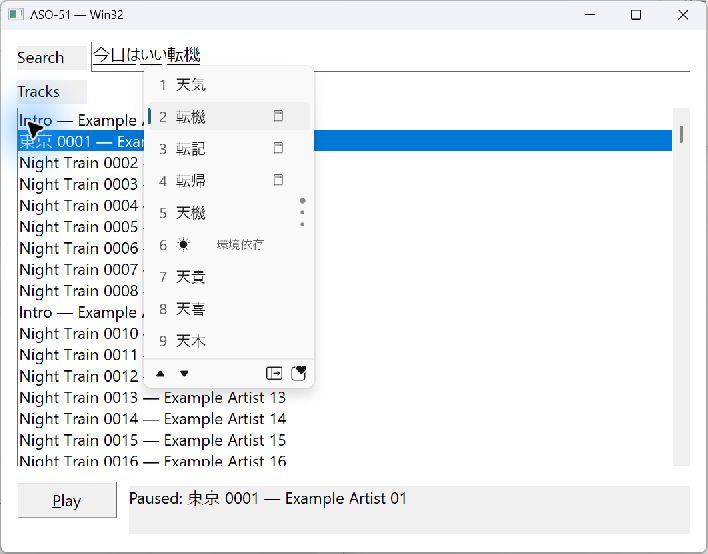 ASO-51 — Win32
Search
今日はいい転機
Tracks
1 天気
2 転機
3 転記
4 転帰
5 天機
6 ☀ 環境依存
7 天貴
8 天喜
9 天木
Intro — Example
東京 0001 —
Night Train 0002
Night Train 0003
Night Train 0004
Night Train 0005
Night Train 0006
Night Train 0007
Night Train 0008
Intro — Example
Night Train 0010
Night Train 0011
Night Train 0012
Night Train 0013 — Example Artist 13
Night Train 0014 — Example Artist 14
Night Train 0015 — Example Artist 15
Night Train 0016 — Example Artist 16
Play
Paused: 東京 0001 — Example Artist 01